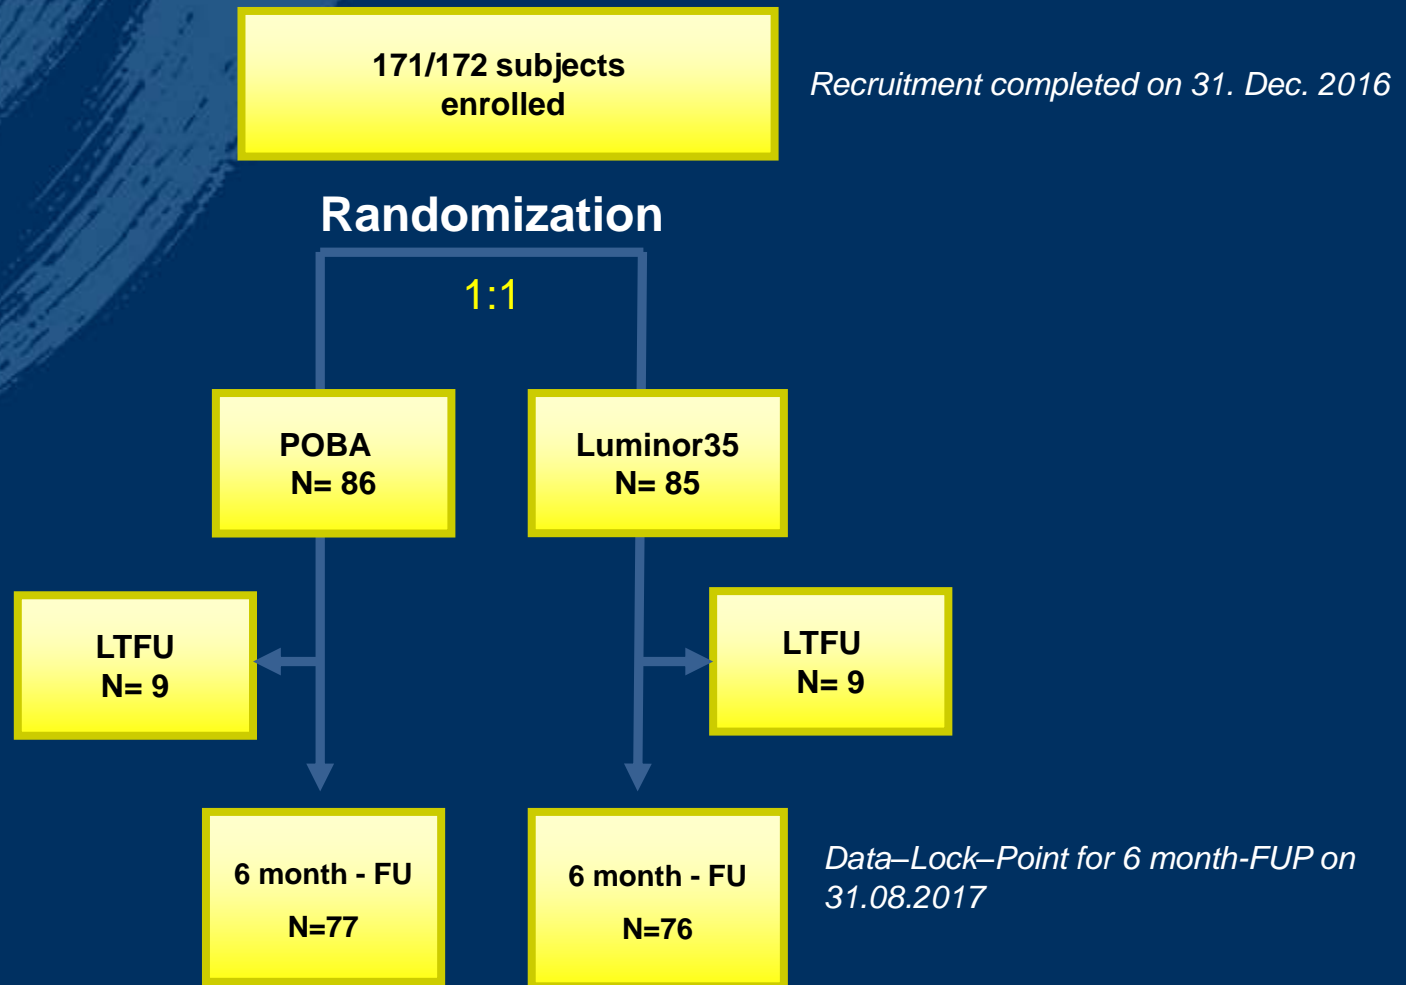 171/172 subjects
enrolled
Recruitment completed on 31. Dec. 2016
Randomization
1:1
POBA
N= 86
Luminor35
N= 85
LTFU
N= 9
LTFU
N= 9
6 month - FU
N=77
6 month - FU
N=76
Data–Lock–Point for 6 month-FUP on
31.08.2017